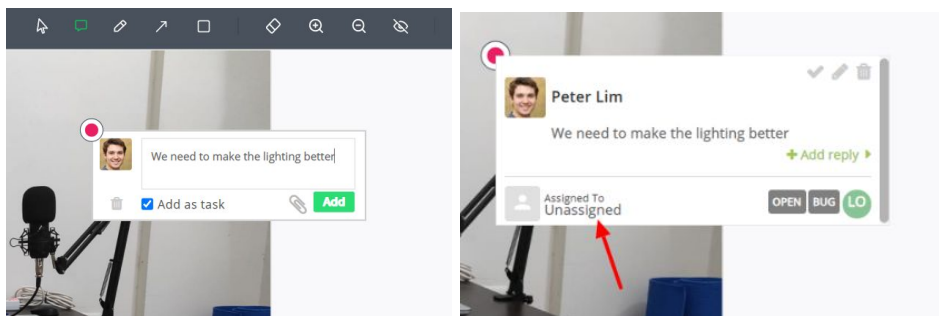 We need to make the lighting better
Add as task
Add
Peter Lim
We need to make the lighting better
Add reply
Assigned To
Unassigned
OPEN BUG LO